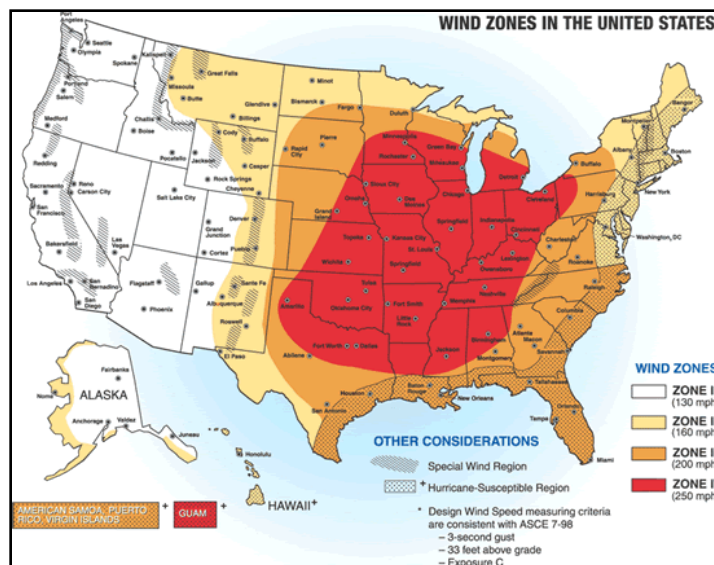 WIND ZONES IN THE UNITED STATES
Port
Angeles
Seattle
Olympia
Spokane
Kalispell
Great Falls
Minot
Portland
Salem
Missoula
Butte
Glendive
Bismarck
Fargo
Duluth
Bangor
Montpelier
Medford
Challis
Boise
Billings
Cody
Buffalo
Pierre
Minneapolis
Green Bay
Albany
Boston
Redding
Pocatello
Jackson
Casper
Rapid
City
Rochester
Milwaukee
Detroit
Buffalo
New York
Sacramento
San
Francisco
Reno
Carson City
Salt Lake City
Rock Springs
Cheyenne
Sioux City
Omaha
Des
Moines
Chicago
Cleveland
Harrisburg
Washington, DC
Grand
Junction
Denver
Pueblo
Grand
Island
Topeka
Kansas City
Springfield
St. Louis
Indianapolis
Cincinnati
Charleston
Roanoke
Bakersfield
Las
Vegas
Cortez
Wichita
Springfield
Owensboro
Lexington
Raleigh
Los Angeles
San
Bernadino
San
Diego
Flagstaff
Phoenix
Gallup
Santa Fe
Albuquerque
Roswell
El Paso
Amarillo
Tulsa
Oklahoma City
Fort Smith
Little
Rock
Memphis
Nashville
Columbia
Atlanta
Macon
Savannah
Birmingham
Montgomery
Abilene
Fort Worth
Dallas
Jackson
Tallahassee
Houston
Baton
Rouge
New Orleans
San Antonio
Orlando
Tampa
Miami
ALASKA
Fairbanks
Nome
Anchorage
Valdez
Juneau
Honolulu
HAWAII+
AMERICAN SAMOA, PUERTO
RICO, VIRGIN ISLANDS
+
GUAM
+
OTHER CONSIDERATIONS
Special Wind Region
+ Hurricane-Susceptible Region
* Design Wind Speed measuring criteria
are consistent with ASCE 7-98
– 3-second gust
– 33 feet above grade
– Exposure C
WIND ZONES
ZONE I
(130 mph
ZONE I
(160 mph
ZONE I
(200 mph
ZONE I
(250 mph